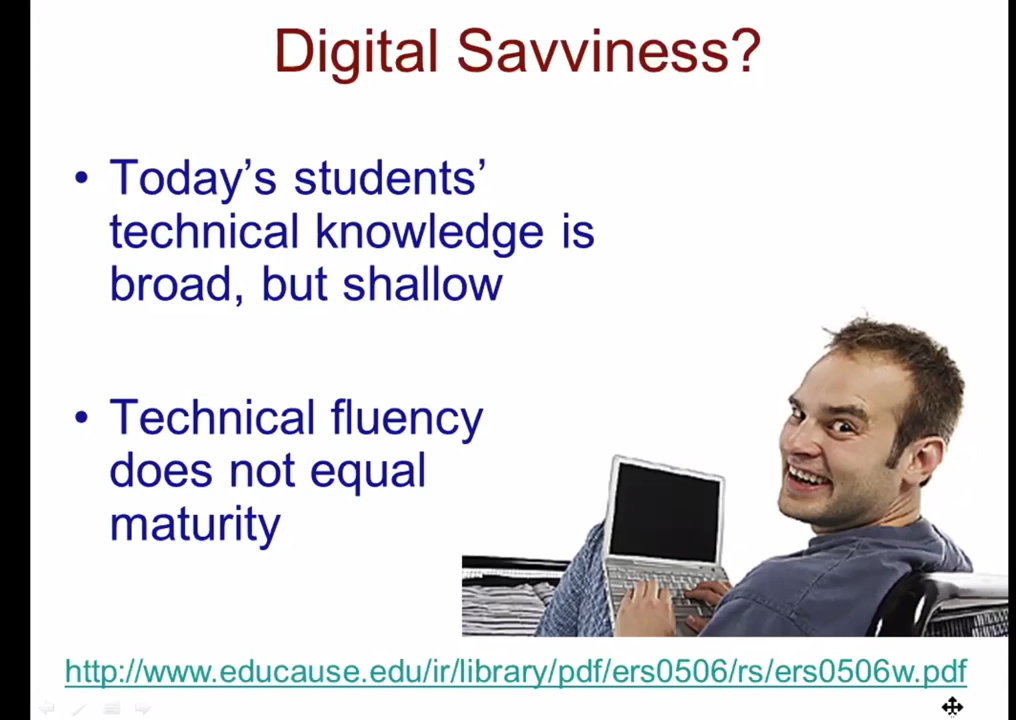 Digital Savviness?
• Today's students'
technical knowledge is
broad, but shallow
• Technical fluency
does not equal
maturity
http://www.educause.edu/ir/library/pdf/ers0506/rs/ers0506w.pdf